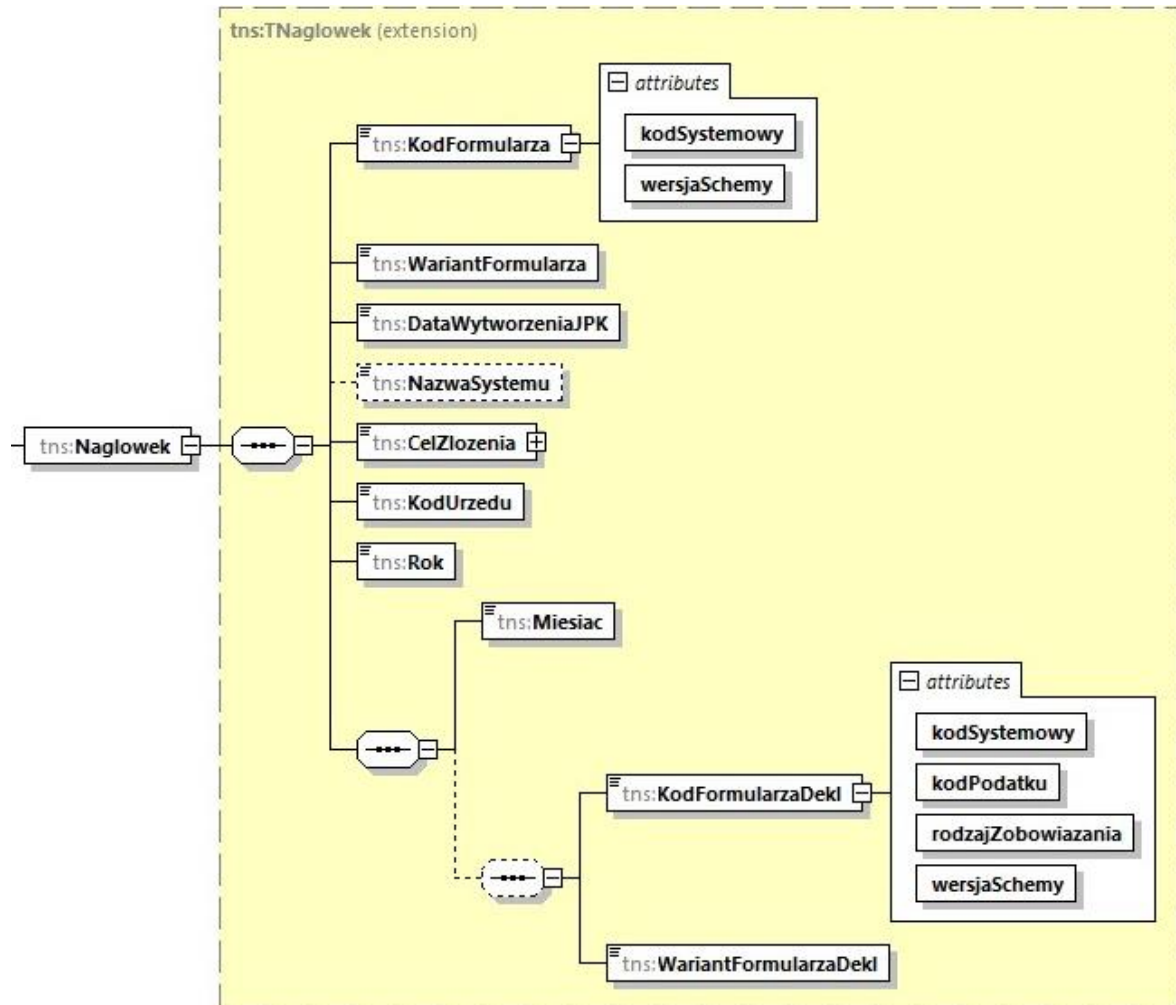 tns:TNaglowek (extension)
attributes
kodSystemowy
wersjaSchemy
tns:KodFormularza
tns:WariantFormularza
tns:DataWytworzeniaJPK
tns:NazwaSystemu
tns:Naglowek
tns:CelZlozenia
tns:KodUrzedu
tns:Rok
tns:Miesiac
attributes
kodSystemowy
kodPodatku
rodzajZobowiazania
wersjaSchemy
tns:KodFormularzaDekl
tns:WariantFormularzaDekl